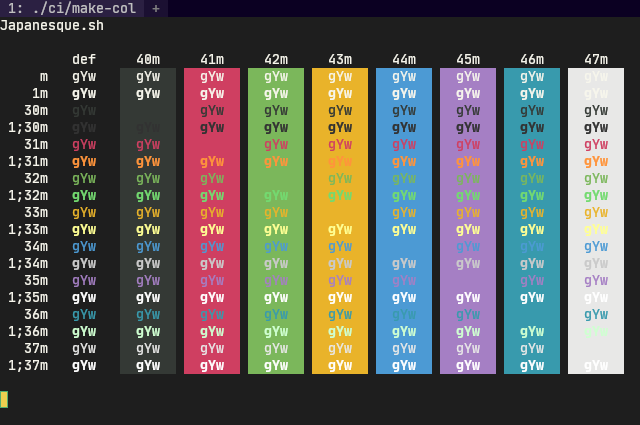 1: ./ci/make-col +
Japanesque.sh
def 40m 41m 42m 43m 44m 45m 46m 47m
m gYw gYw gYw gYw gYw gYw gYw gYw gYw
1m gYw gYw gYw gYw gYw gYw gYw gYw gYw
30m gYw gYw gYw gYw gYw gYw gYw gYw
1;30m gYw gYw gYw gYw gYw gYw gYw gYw gYw
31m gYw gYw gYw gYw gYw gYw gYw gYw
1;31m gYw gYw gYw gYw gYw gYw gYw gYw gYw
32m gYw gYw gYw gYw gYw gYw gYw gYw
1;32m gYw gYw gYw gYw gYw gYw gYw gYw gYw
33m gYw gYw gYw gYw gYw gYw gYw gYw
1;33m gYw gYw gYw gYw gYw gYw gYw gYw gYw
34m gYw gYw gYw gYw gYw gYw gYw gYw
1;34m gYw gYw gYw gYw gYw gYw gYw gYw gYw
35m gYw gYw gYw gYw gYw gYw gYw gYw
1;35m gYw gYw gYw gYw gYw gYw gYw gYw gYw
36m gYw gYw gYw gYw gYw gYw gYw gYw
1;36m gYw gYw gYw gYw gYw gYw gYw gYw gYw
37m gYw gYw gYw gYw gYw gYw gYw gYw
1;37m gYw gYw gYw gYw gYw gYw gYw gYw gYw